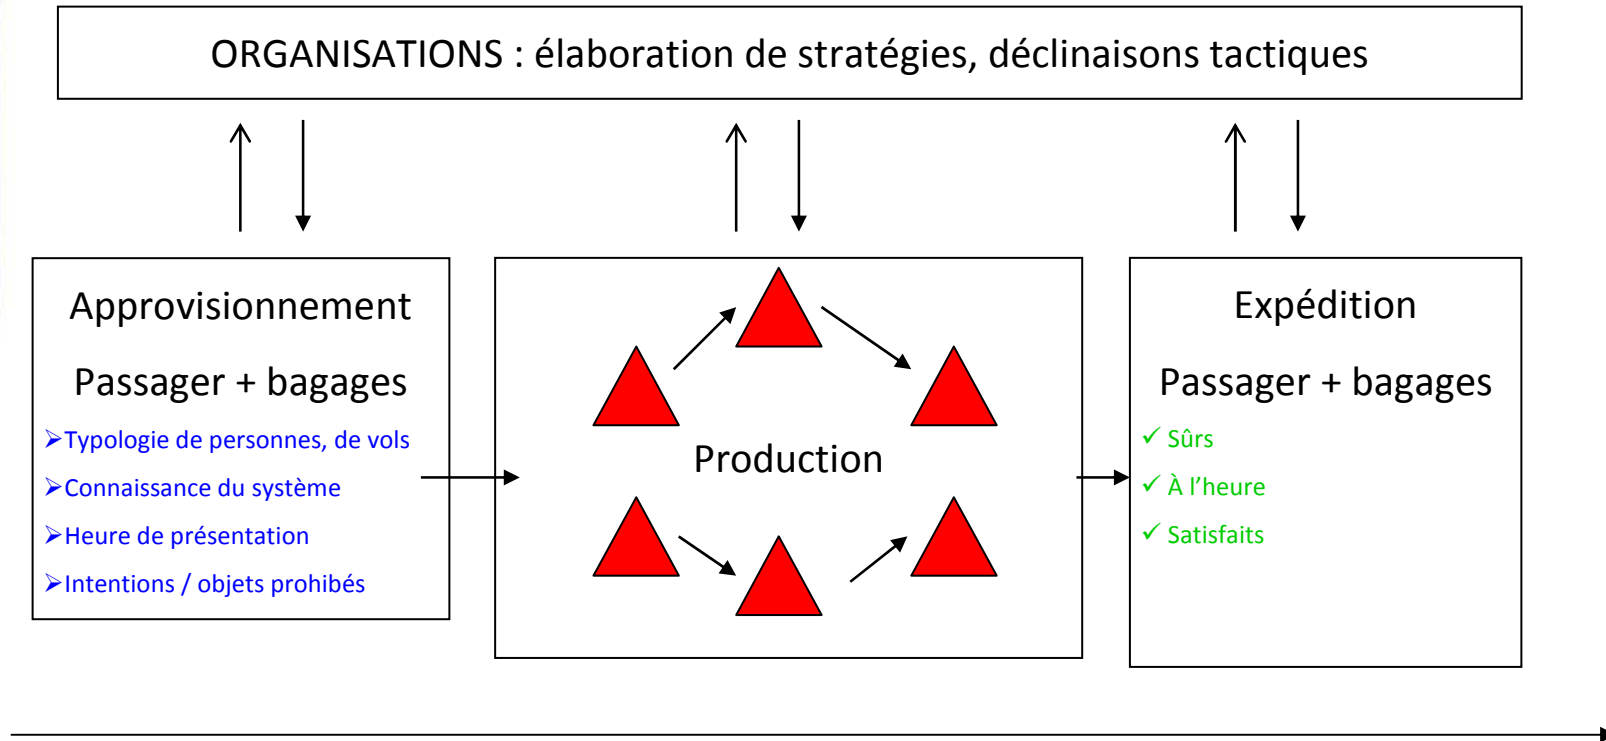 ORGANISATIONS : élaboration de stratégies, déclinaisons tactiques
Approvisionnement
Passager + bagages
➢Typologie de personnes, de vols
➢Connaissance du système
➢Heure de présentation
➢Intentions / objets prohibés
Production
Expédition
Passager + bagages
✓ Sûrs
✓ À l’heure
✓ Satisfaits